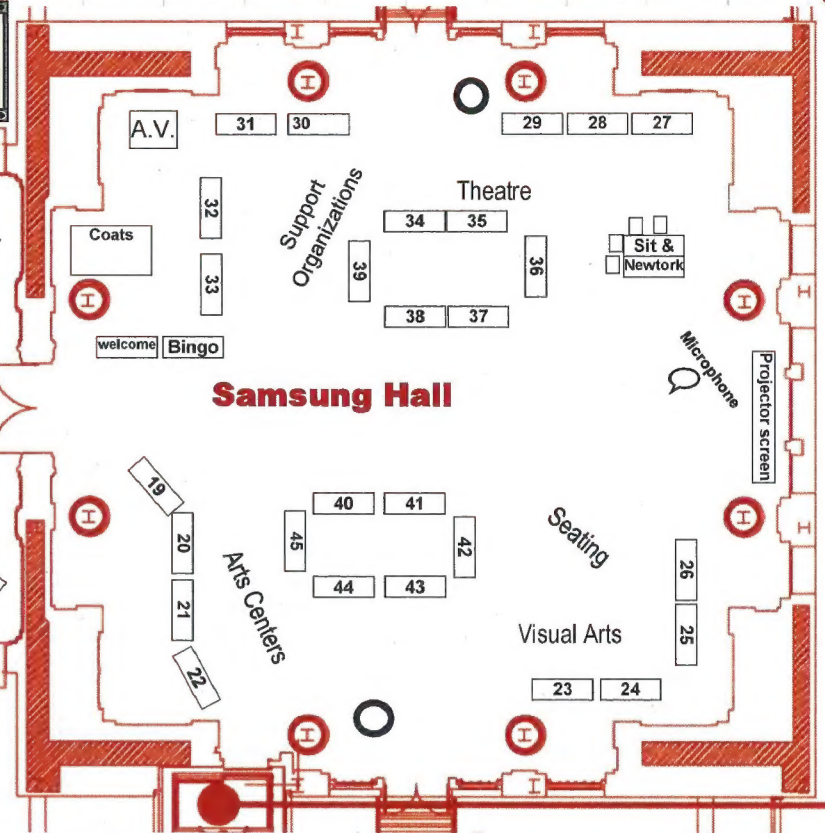 A.V.
31
30
29
28
27
32
Support
Organizations
Theatre
34
35
Coats
33
39
36
Sit &
Newtork
38
37
welcome
Bingo
Microphone
Projector screen
Samsung Hall
19
20
21
22
Arts Centers
40
41
45
42
44
43
Seating
26
25
Visual Arts
23
24